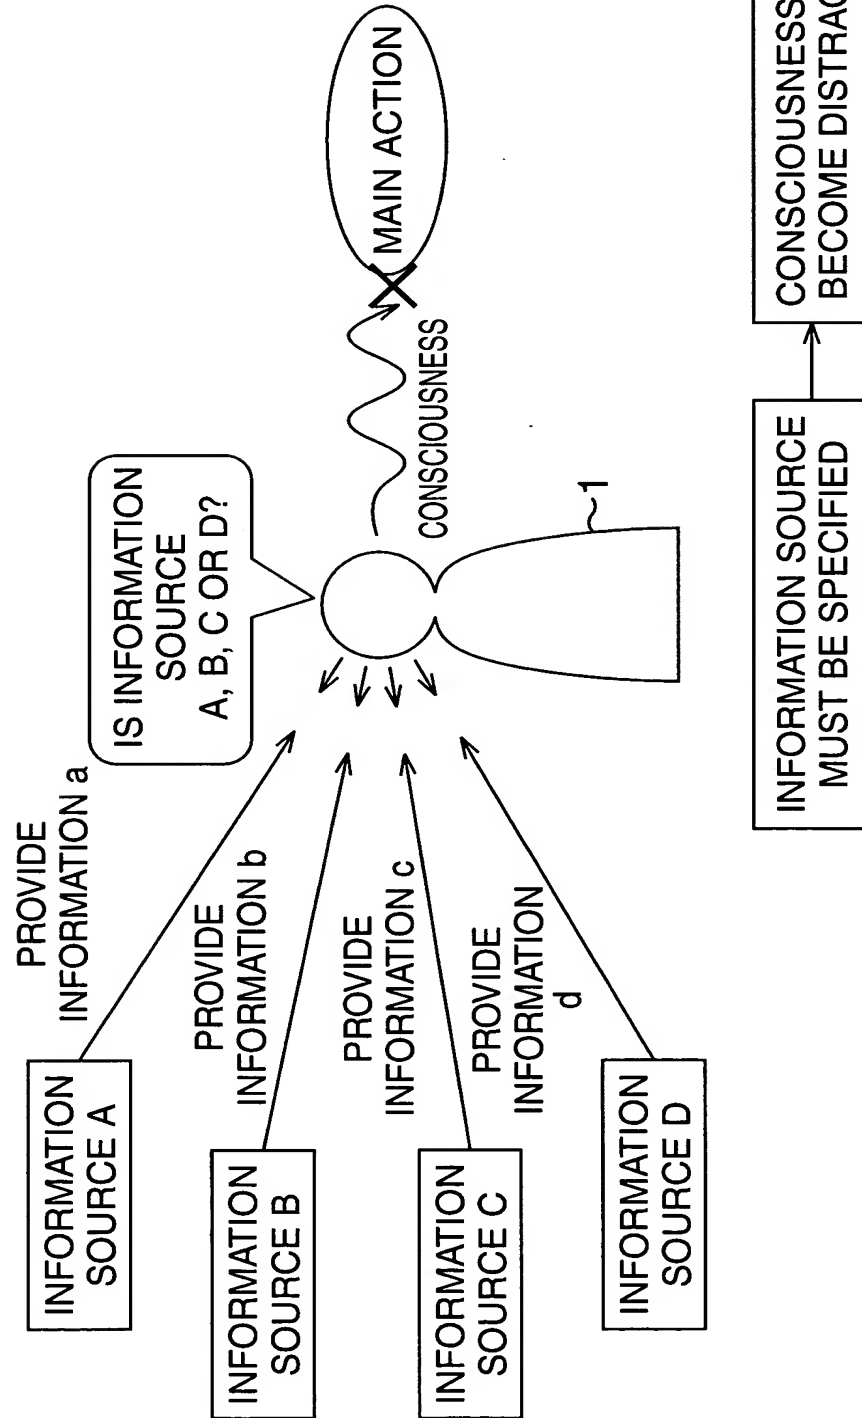 INFORMATION
SOURCE A
INFORMATION
SOURCE B
INFORMATION
SOURCE C
INFORMATION
SOURCE D
PROVIDE
INFORMATION a
PROVIDE
INFORMATION b
PROVIDE
INFORMATION c
PROVIDE
INFORMATION
d
IS INFORMATION
SOURCE
A, B, C OR D?
CONSCIOUSNESS
MAIN ACTION
1
INFORMATION SOURCE
MUST BE SPECIFIED
CONSCIOUSNESS
BECOME